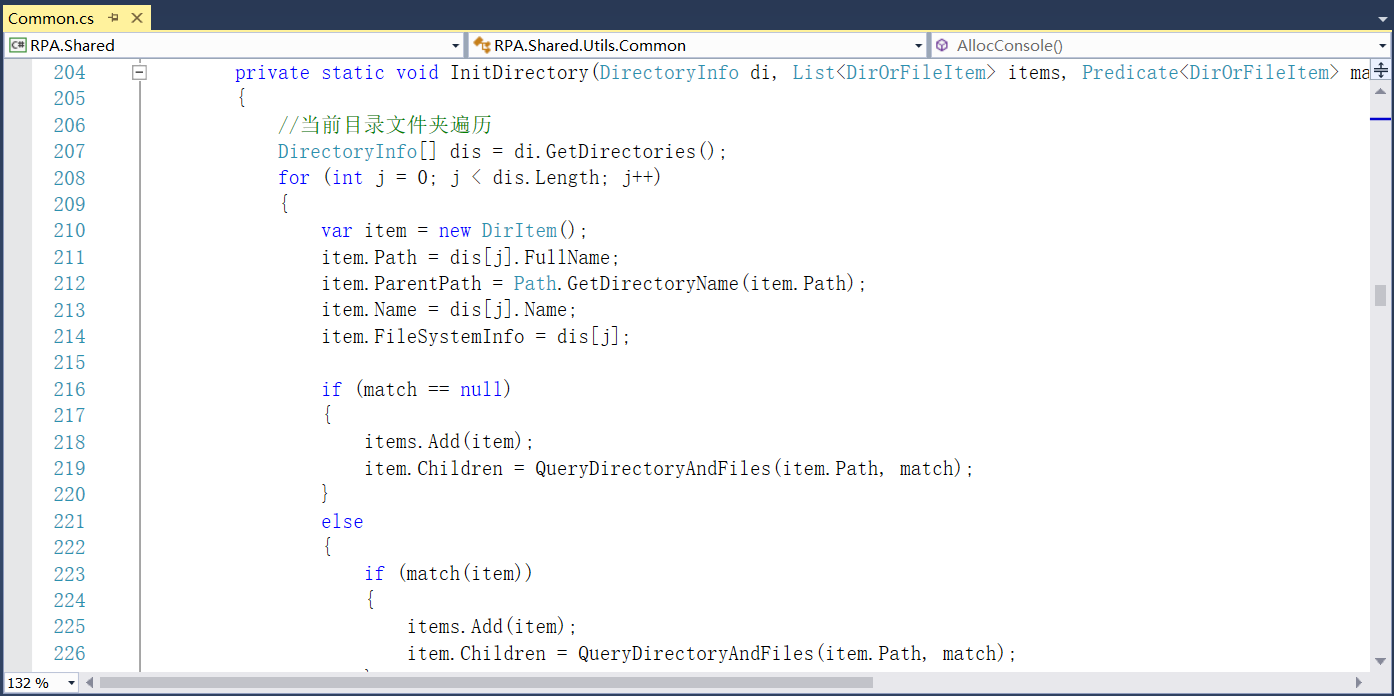 Common.cs
RPA.Shared RPA.Shared.Utils.Common AllocConsole()
204 private static void InitDirectory(DirectoryInfo di, List<DirOrFileItem> items, Predicate<DirOrFileItem> ma
205 {
206 //当前目录文件夹遍历
207 DirectoryInfo[] dis = di.GetDirectories();
208 for (int j = 0; j < dis.Length; j++)
209 {
210 var item = new DirItem();
211 item.Path = dis[j].FullName;
212 item.ParentPath = Path.GetDirectoryName(item.Path);
213 item.Name = dis[j].Name;
214 item.FileSystemInfo = dis[j];
215
216 if (match == null)
217 {
218 items.Add(item);
219 item.Children = QueryDirectoryAndFiles(item.Path, match);
220 }
221 else
222 {
223 if (match(item))
224 {
225 items.Add(item);
226 item.Children = QueryDirectoryAndFiles(item.Path, match);
132 %